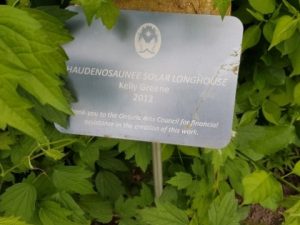 HAUDENOSAUNEE SOLAR LONGHOUSE
Kelly Greene
2012
Thank you to the Ontario Arts Council for financial
assistance in the creation of this work.